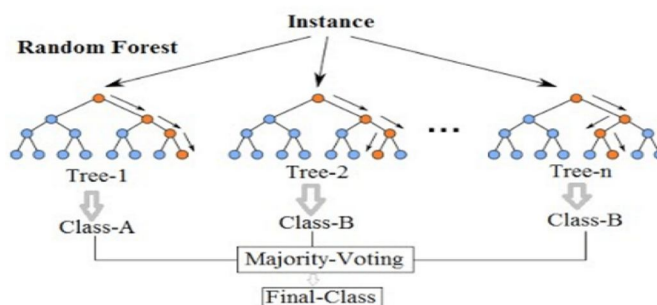 Instance
Random Forest
...
Tree-1
Tree-2
Tree-n
Class-A
Class-B
Class-B
Majority-Voting
Final-Class